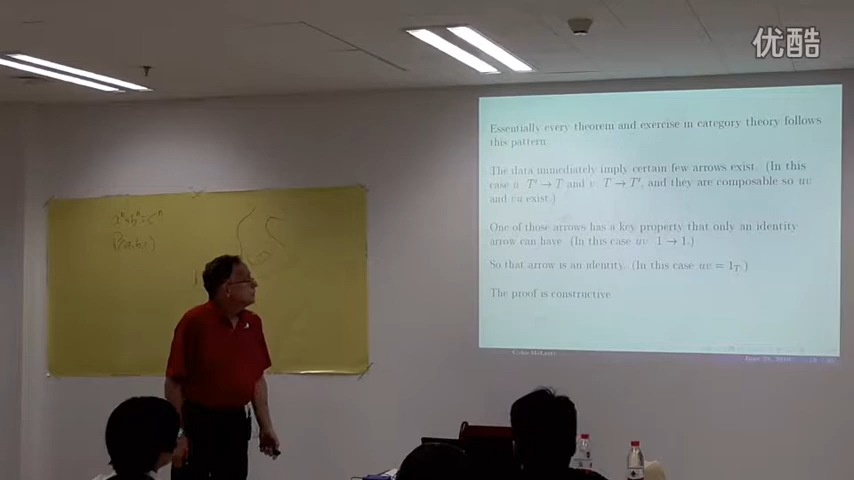 优酷
Essentially every theorem and exercise in category theory follows
this pattern
The data immediately imply certain few arrows exist. (In this
case u T' → T and v T → T', and they are composable so uv
and vu exist.)
One of those arrows has a key property that only an identity
arrow can have. (In this case uv 1 → 1.)
So that arrow is an identity. (In this case uv = 1_T.)
The proof is constructive